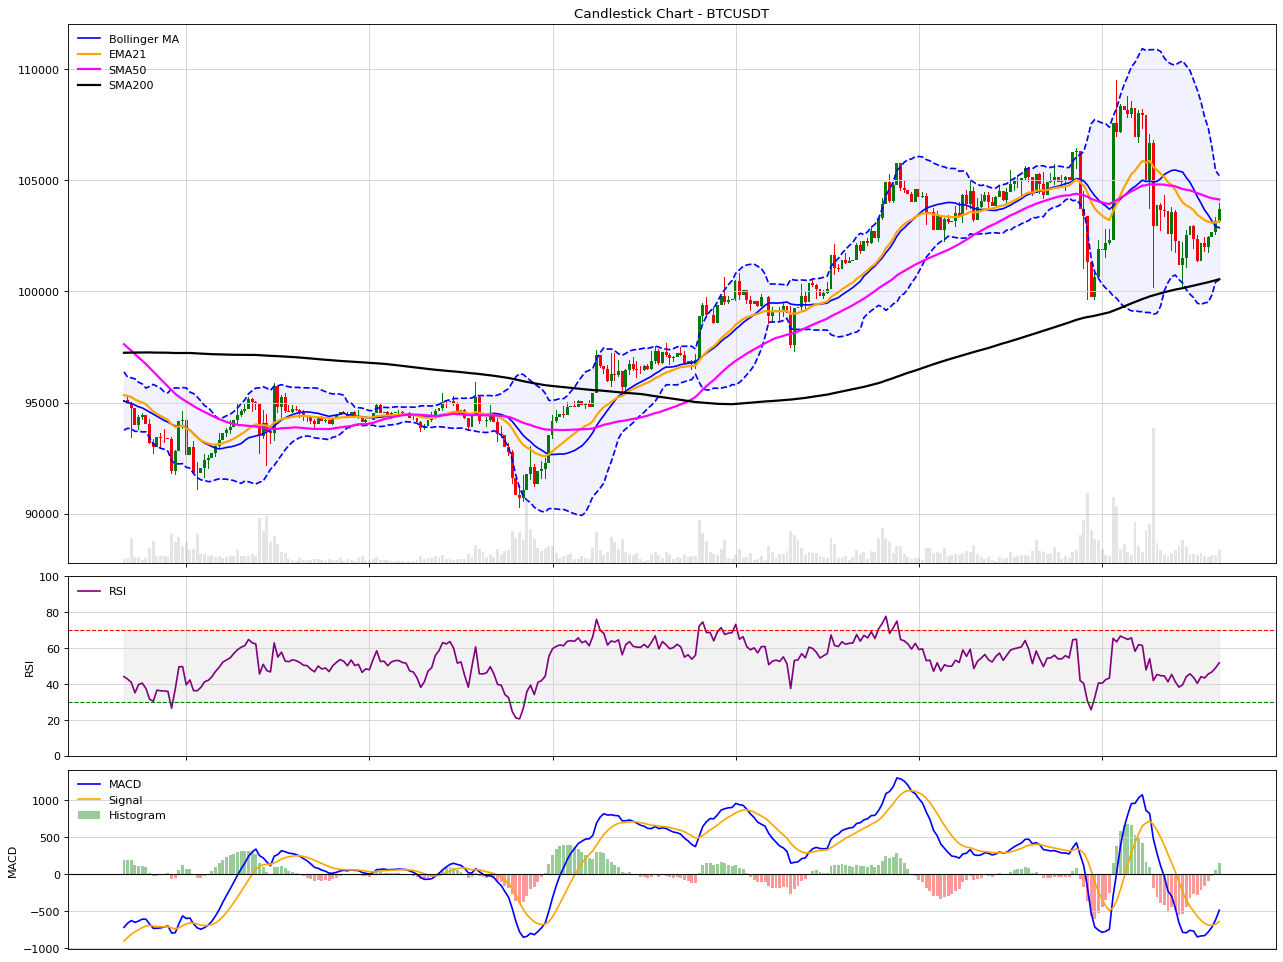 Candlestick Chart - BTCUSDT
Bollinger MA
EMA21
SMA50
SMA200
110000
105000
100000
95000
90000
RSI
RSI
100
80
60
40
20
0
MACD
Signal
Histogram
MACD
1000
500
0
−500
−1000